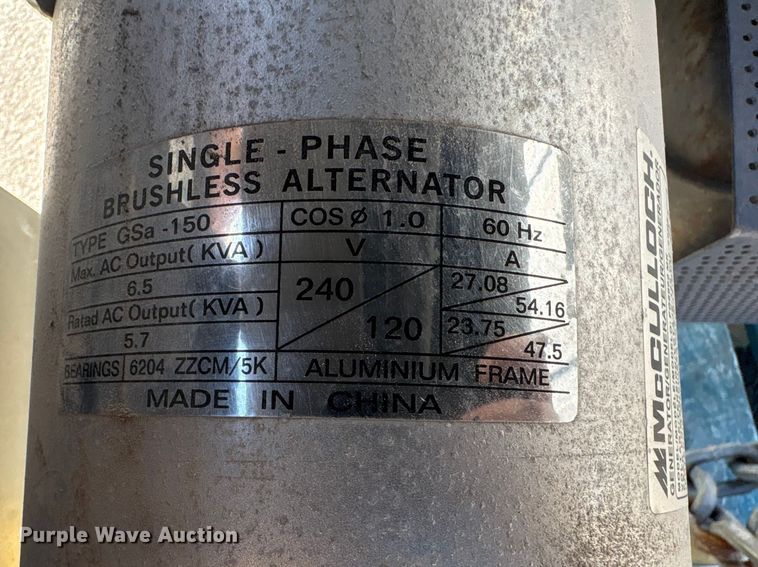 SINGLE - PHASE
BRUSHLESS ALTERNATOR
TYPE GSa -150 COS ø 1.0 60 Hz
Max. AC Output( KVA ) V A
6.5 240 27.08
54.16
Ratad AC Output( KVA ) 120 23.75
5.7 47.5
BEARINGS 6204 ZZCM/5K ALUMINIUM FRAME
MADE IN CHINA
McCULLOCH.
Purple Wave Auction